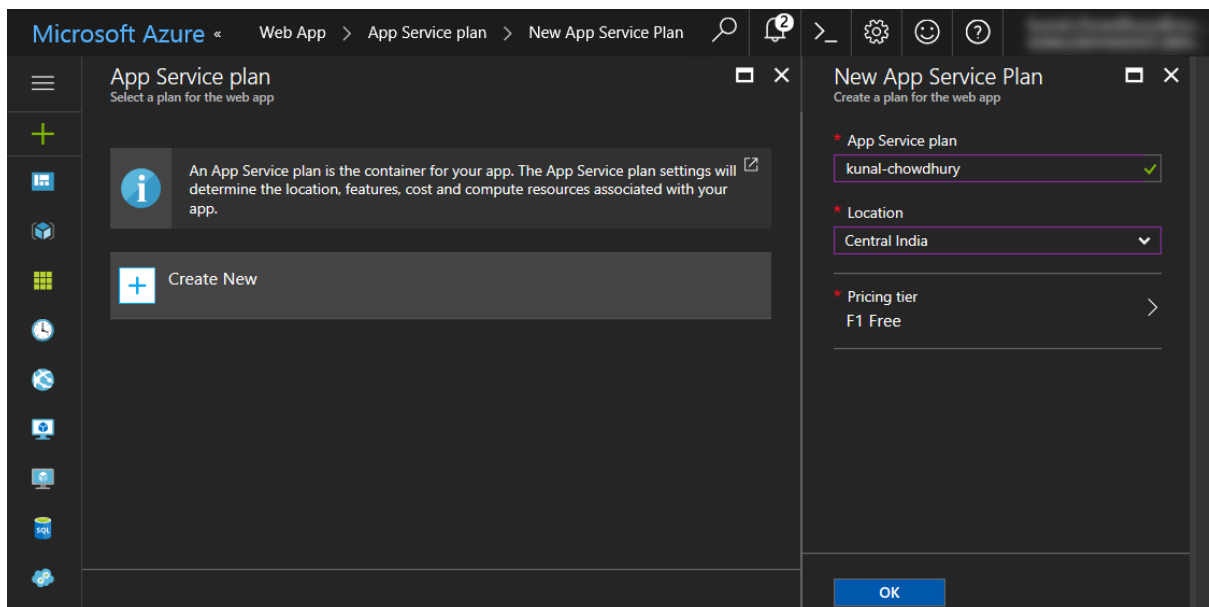 Microsoft Azure « Web App > App Service plan > New App Service Plan 2
App Service plan
Select a plan for the web app
An App Service plan is the container for your app. The App Service plan settings will
determine the location, features, cost and compute resources associated with your
app.
Create New
SQL
New App Service Plan
Create a plan for the web app
* App Service plan
kunal-chowdhury
* Location
Central India
* Pricing tier
F1 Free
OK